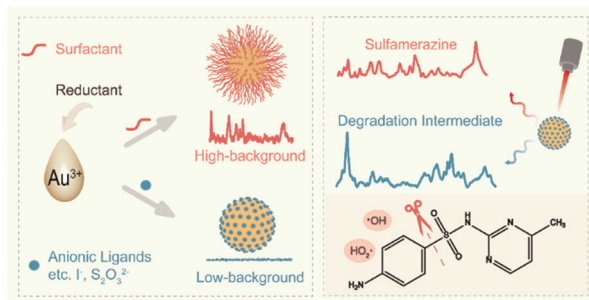 Surfactant
Reductant
Au3+
High-background
Anionic Ligands
etc. I-, S2O32-
Low-background
Sulfamerazine
Degradation Intermediate
•OH
HO2•
H2N
S
O
O
H
N
N
N
CH3